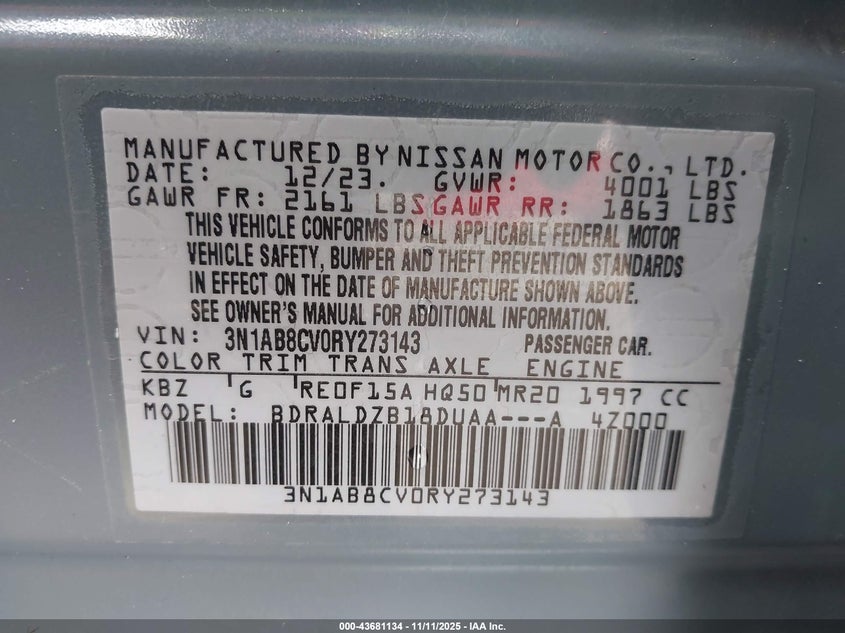 MANUFACTURED BY NISSAN MOTOR CO., LTD.
DATE: 12/23. GVWR: 4001 LBS
GAWR FR: 2161 LBS GAWR RR: 1863 LBS
THIS VEHICLE CONFORMS TO ALL APPLICABLE FEDERAL MOTOR
VEHICLE SAFETY, BUMPER AND THEFT PREVENTION STANDARDS
IN EFFECT ON THE DATE OF MANUFACTURE SHOWN ABOVE.
SEE OWNER'S MANUAL FOR ADDITIONAL INFORMATION.
VIN: 3N1AB8CV0RY273143 PASSENGER CAR.
COLOR TRIM TRANS AXLE ENGINE
KBZ G RE0F15A HQ50 MR20 1997 CC
MODEL: BDRALDZB18DUAA---A 4Z000
3N1AB8CV0RY273143
000-43681134 - 11/11/2025 - IAA Inc.